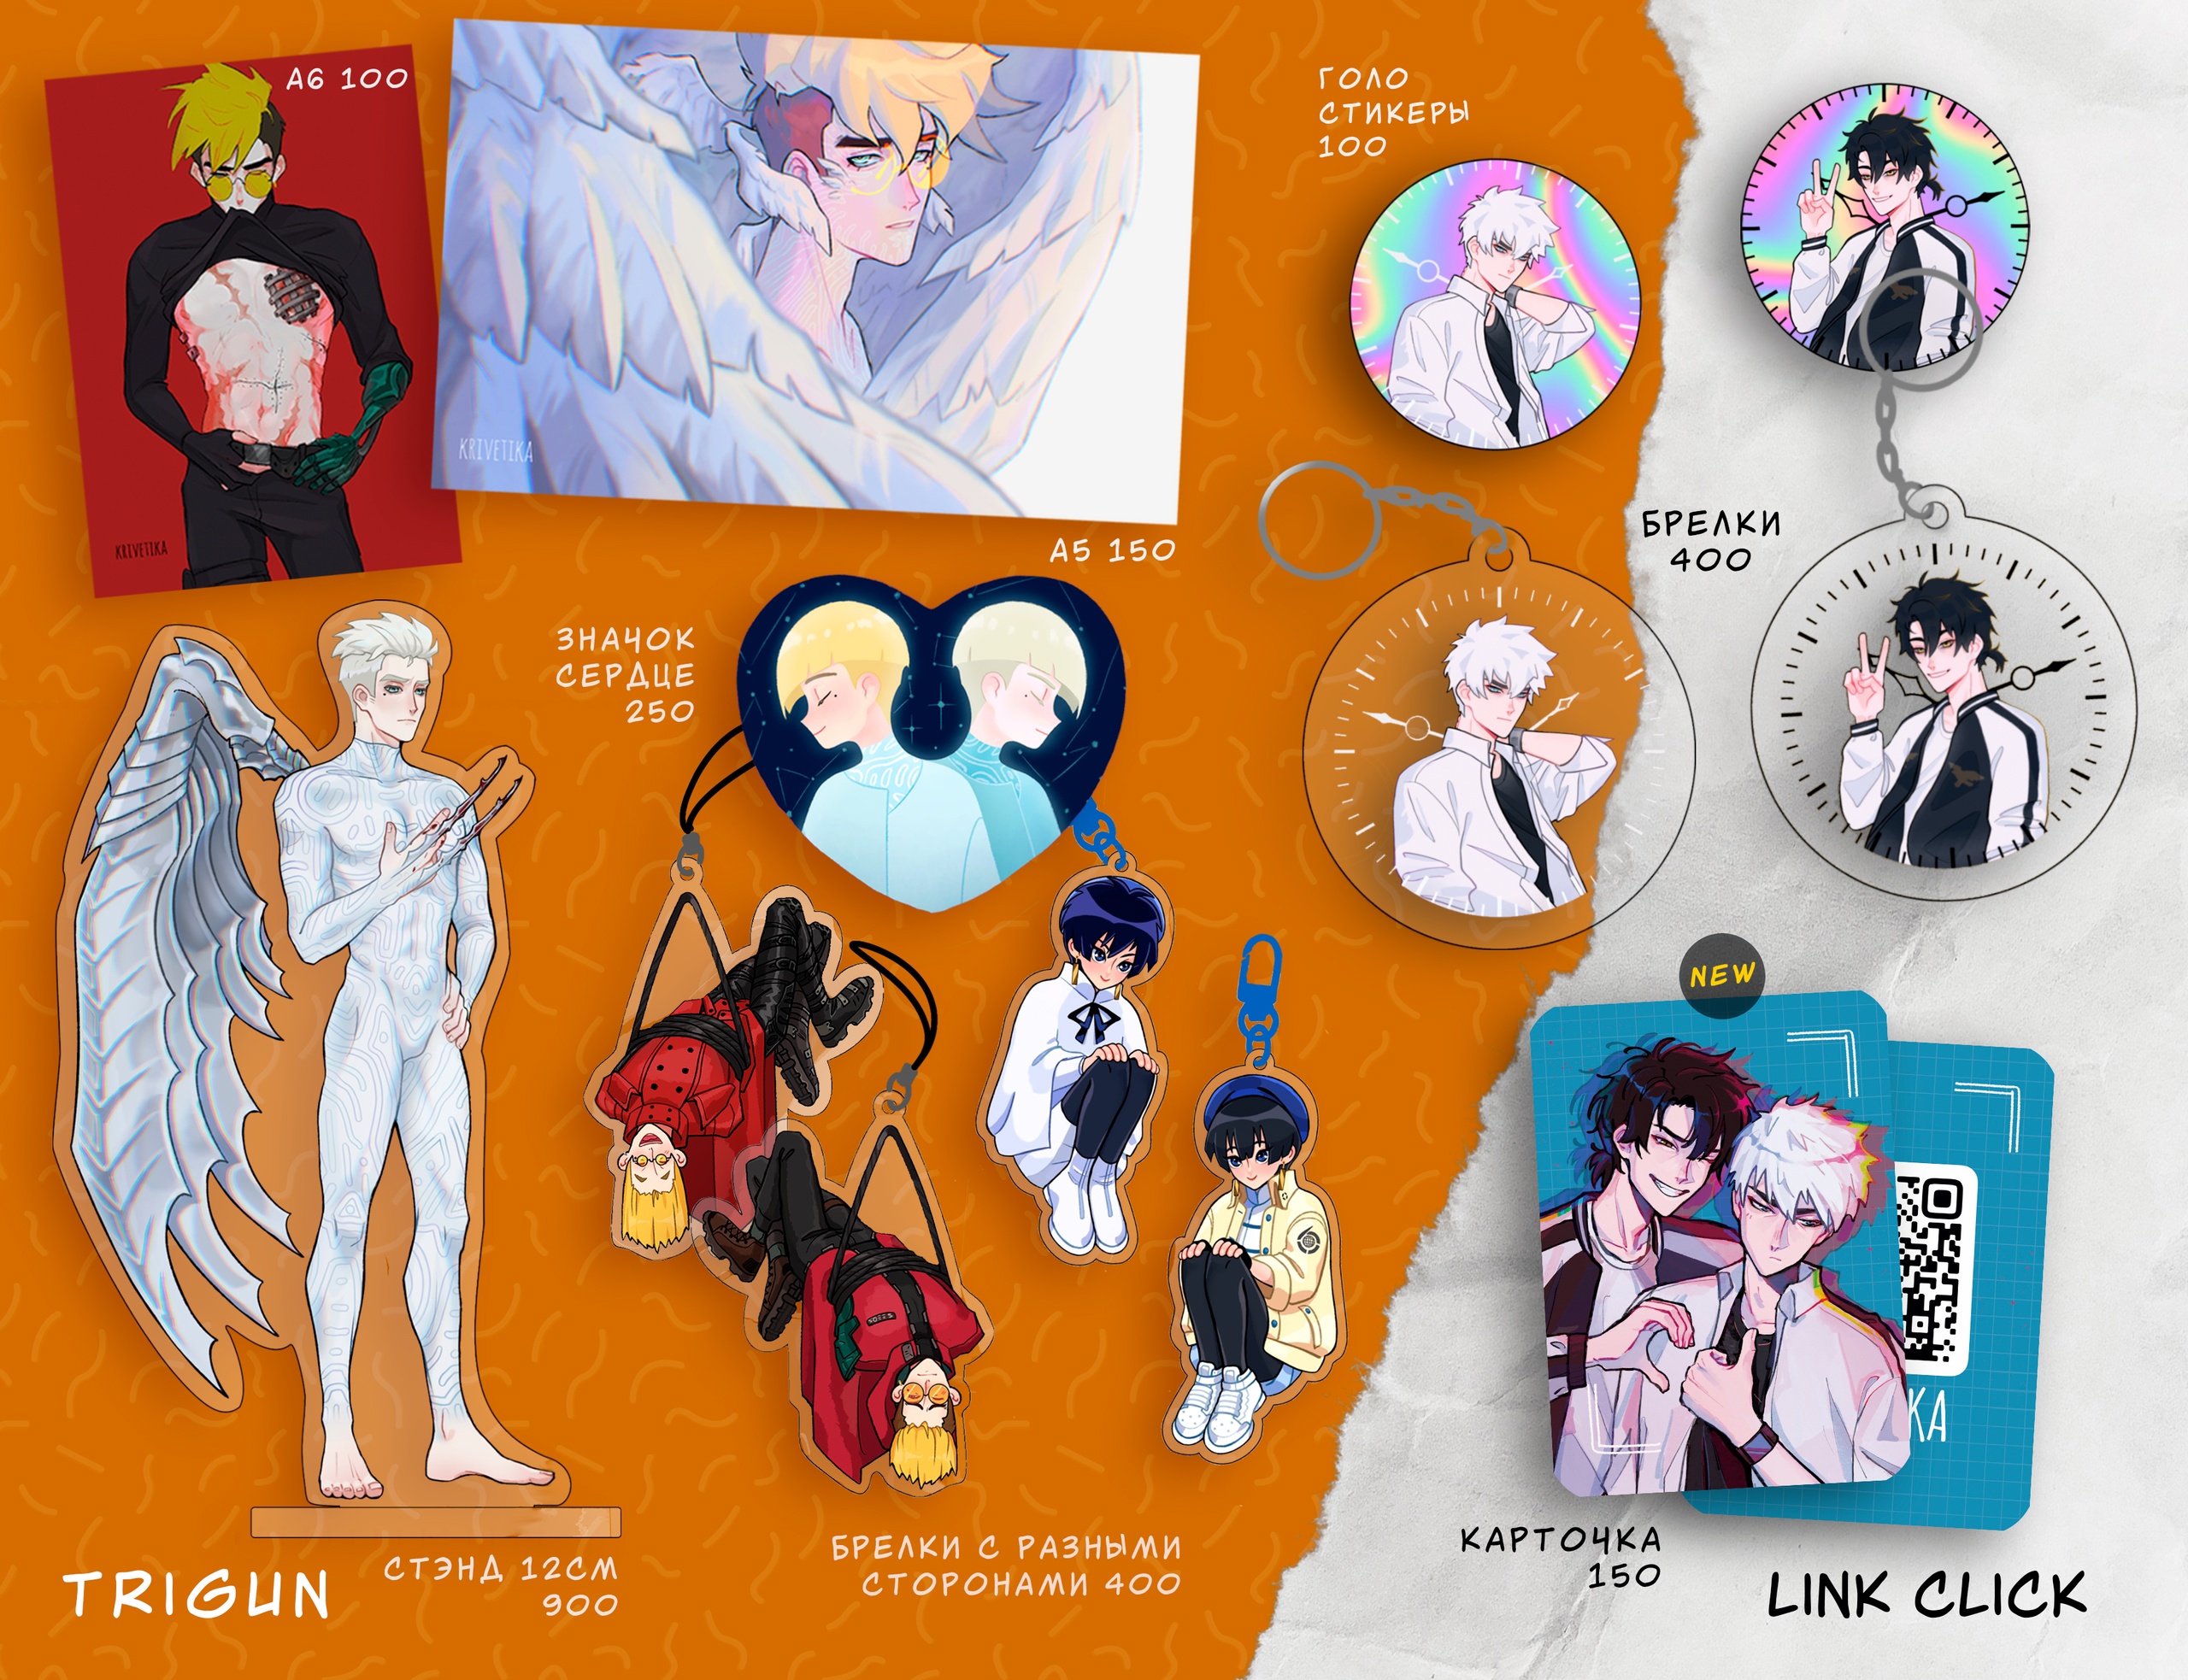 A6 100
KRIVETIKA
KRIVETIKA
A5 150
ГОЛО
СТИКЕРЫ
100
БРЕЛКИ
400
ЗНАЧОК
СЕРДЦЕ
250
NEW
КА
КАРТОЧКА
150
LINK CLICK
БРЕЛКИ С РАЗНЫМИ
СТОРОНАМИ 400
TRIGUN
СТЭНД 12СМ
900